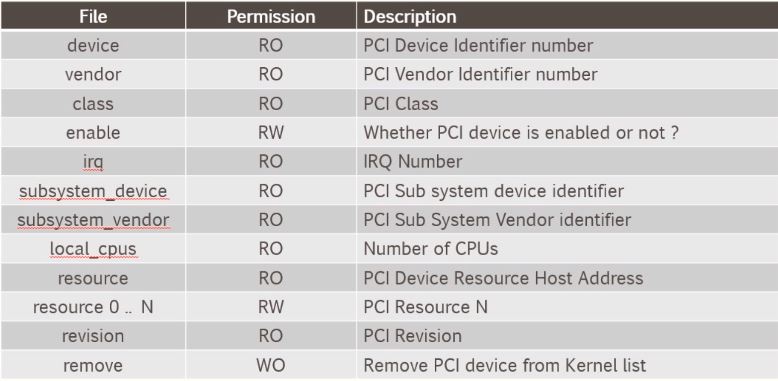 File Permission Description
device RO PCI Device Identifier number
vendor RO PCI Vendor Identifier number
class RO PCI Class
enable RW Whether PCI device is enabled or not ?
irq RO IRQ Number
subsystem_device RO PCI Sub system device identifier
subsystem_vendor RO PCI Sub System Vendor identifier
local_cpus RO Number of CPUs
resource RO PCI Device Resource Host Address
resource 0 .. N RW PCI Resource N
revision RO PCI Revision
remove WO Remove PCI device from Kernel list